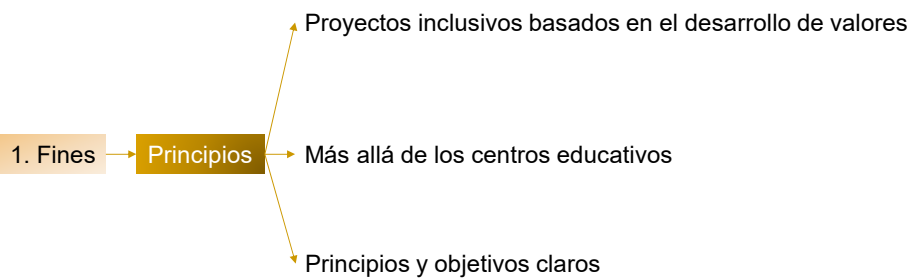 Proyectos inclusivos basados en el desarrollo de valores
1. Fines
Principios
Más allá de los centros educativos
Principios y objetivos claros